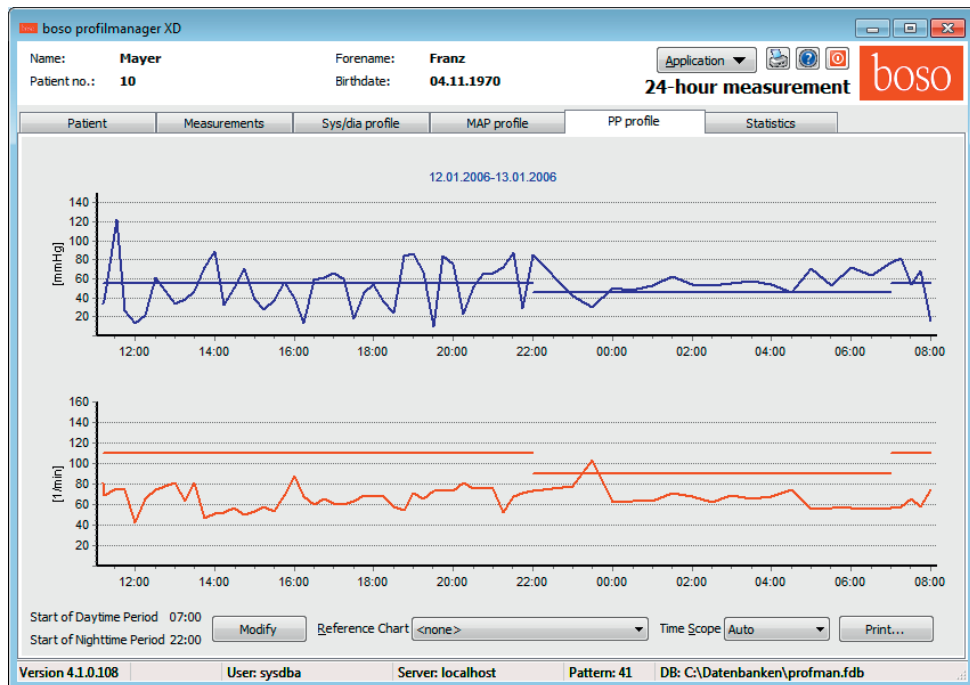 boso boso profilmanager XD
Name: Mayer Forename: Franz Application boso
Patient no.: 10 Birthdate: 04.11.1970 24-hour measurement
Patient Measurements Sys/dia profile MAP profile PP profile Statistics
12.01.2006-13.01.2006
[mmHg]
140
120
100
80
60
40
20
12:00 14:00 16:00 18:00 20:00 22:00 00:00 02:00 04:00 06:00 08:00
[1/min]
160
140
120
100
80
60
40
20
12:00 14:00 16:00 18:00 20:00 22:00 00:00 02:00 04:00 06:00 08:00
Start of Daytime Period 07:00
Start of Nighttime Period 22:00
Modify Reference Chart <none> Time Scope Auto Print...
Version 4.1.0.108 User: sysdba Server: localhost Pattern: 41 DB: C:\Datenbanken\profman.fdb